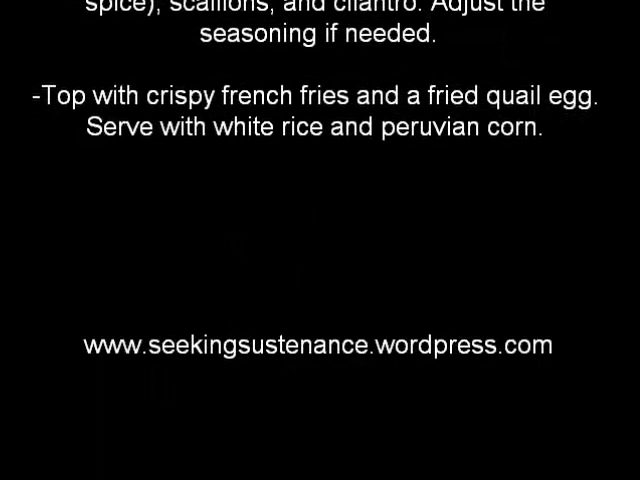 spice), scallions, and cilantro. Adjust the
seasoning if needed.
-Top with crispy french fries and a fried quail egg.
Serve with white rice and peruvian corn.
www.seekingsustenance.wordpress.com